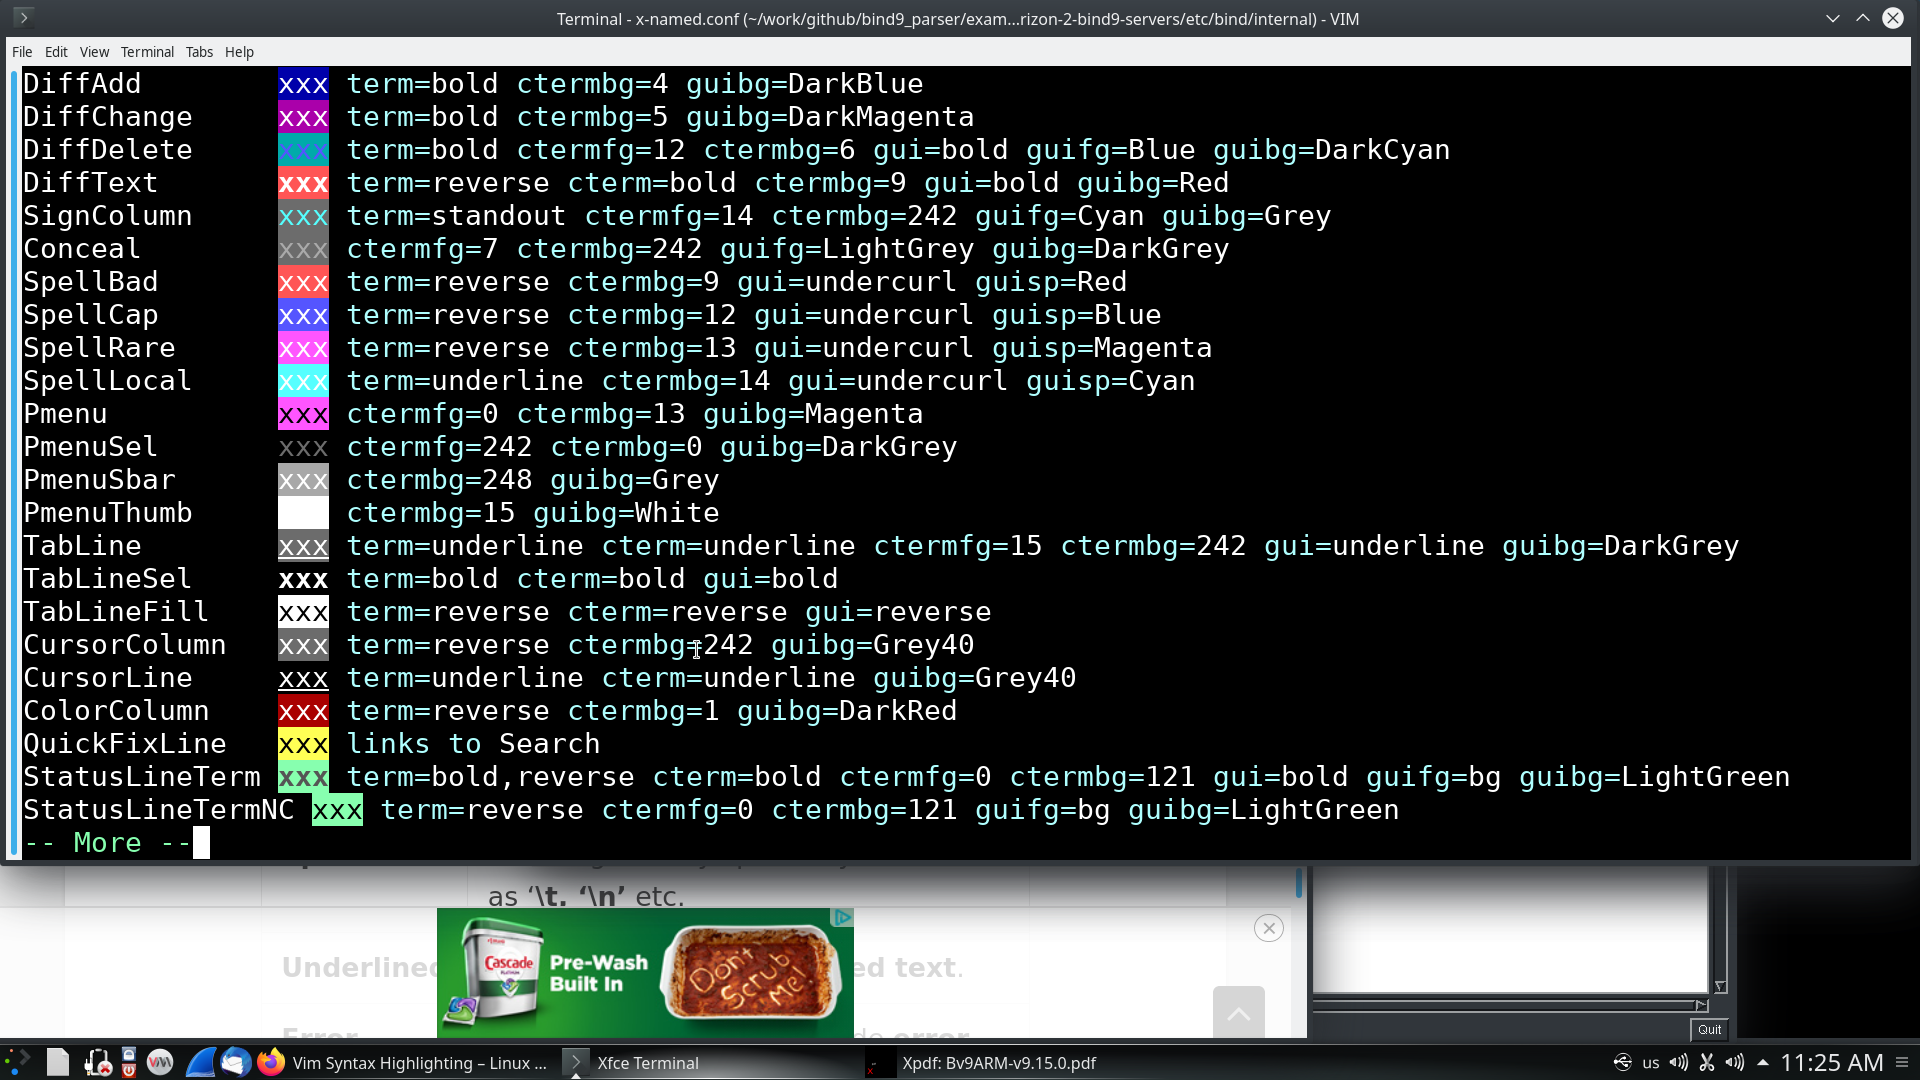 Terminal - x-named.conf (~/work/github/bind9_parser/exam...rizon-2-bind9-servers/etc/bind/internal) - VIM
File Edit View Terminal Tabs Help
DiffAdd xxx term=bold ctermbg=4 guibg=DarkBlue
DiffChange xxx term=bold ctermbg=5 guibg=DarkMagenta
DiffDelete xxx term=bold ctermfg=12 ctermbg=6 gui=bold guifg=Blue guibg=DarkCyan
DiffText xxx term=reverse cterm=bold ctermbg=9 gui=bold guibg=Red
SignColumn xxx term=standout ctermfg=14 ctermbg=242 guifg=Cyan guibg=Grey
Conceal xxx ctermfg=7 ctermbg=242 guifg=LightGrey guibg=DarkGrey
SpellBad xxx term=reverse ctermbg=9 gui=undercurl guisp=Red
SpellCap xxx term=reverse ctermbg=12 gui=undercurl guisp=Blue
SpellRare xxx term=reverse ctermbg=13 gui=undercurl guisp=Magenta
SpellLocal xxx term=underline ctermbg=14 gui=undercurl guisp=Cyan
Pmenu xxx ctermfg=0 ctermbg=13 guibg=Magenta
PmenuSel xxx ctermfg=242 ctermbg=0 guibg=DarkGrey
PmenuSbar xxx ctermbg=248 guibg=Grey
PmenuThumb ctermbg=15 guibg=White
TabLine xxx term=underline cterm=underline ctermfg=15 ctermbg=242 gui=underline guibg=DarkGrey
TabLineSel xxx term=bold cterm=bold gui=bold
TabLineFill xxx term=reverse cterm=reverse gui=reverse
CursorColumn xxx term=reverse ctermbg=242 guibg=Grey40
CursorLine xxx term=underline cterm=underline guibg=Grey40
ColorColumn xxx term=reverse ctermbg=1 guibg=DarkRed
QuickFixLine xxx links to Search
StatusLineTerm xxx term=bold,reverse cterm=bold ctermfg=0 ctermbg=121 gui=bold guifg=bg guibg=LightGreen
StatusLineTermNC xxx term=reverse ctermfg=0 ctermbg=121 guifg=bg guibg=LightGreen
-- More --
as ‘\t, ‘\n’ etc.
Underlined
ed text.
Cascade
PLATINUM
Pre-Wash
Built In
Don't
Scrub
Me!
Error
de error
Quit
Vim Syntax Highlighting – Linux ...
Xfce Terminal
Xpdf: Bv9ARM-v9.15.0.pdf
us
11:25 AM